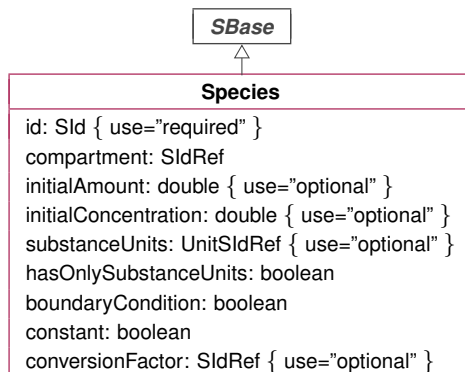 SBase
Species
id: SId { use=”required” }
compartment: SIdRef
initialAmount: double { use=”optional” }
initialConcentration: double { use=”optional” }
substanceUnits: UnitSIdRef { use=”optional” }
hasOnlySubstanceUnits: boolean
boundaryCondition: boolean
constant: boolean
conversionFactor: SIdRef { use=”optional” }